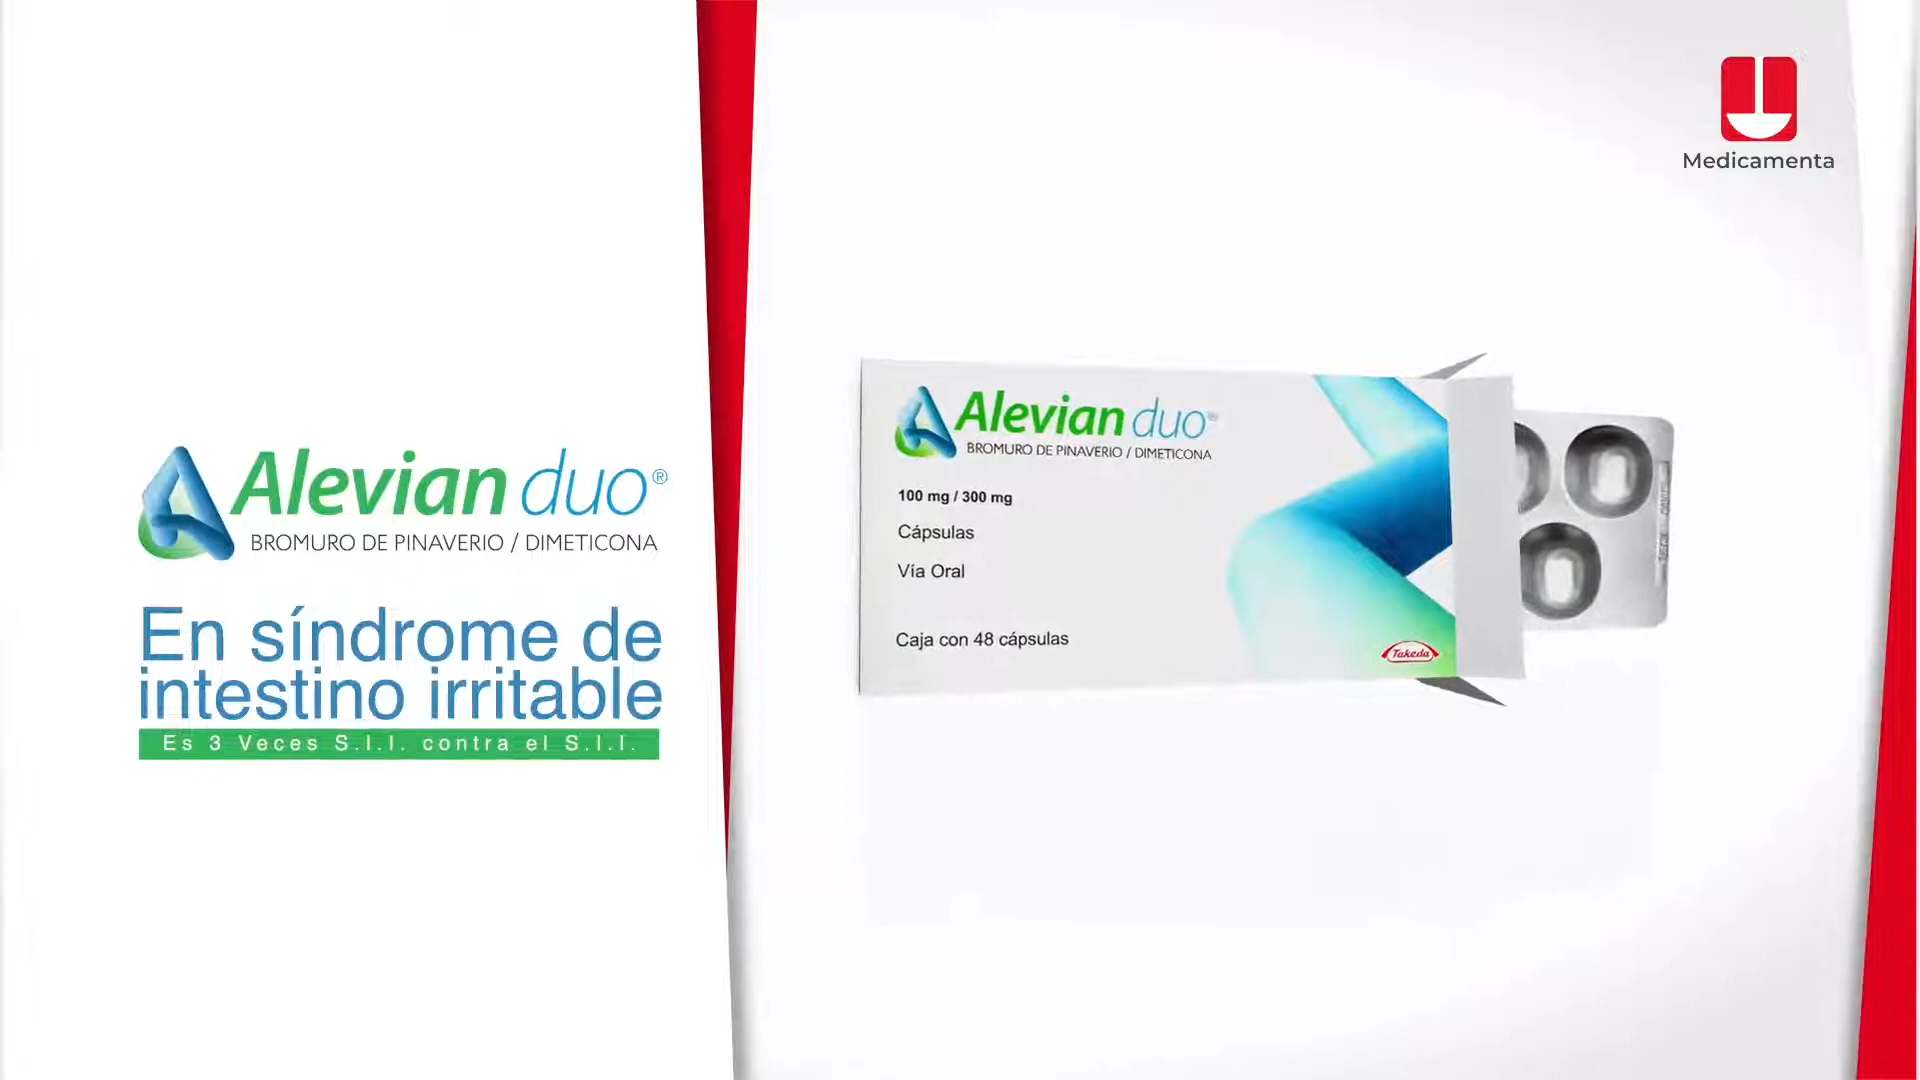 Medicamenta
Alevian duo®
BROMURO DE PINAVERIO / DIMETICONA
En síndrome de
intestino irritable
Es 3 Veces S.I.I. contra el S.I.I.
Alevian duo®
BROMURO DE PINAVERIO / DIMETICONA
100 mg / 300 mg
Cápsulas
Vía Oral
Caja con 48 cápsulas
Takeda